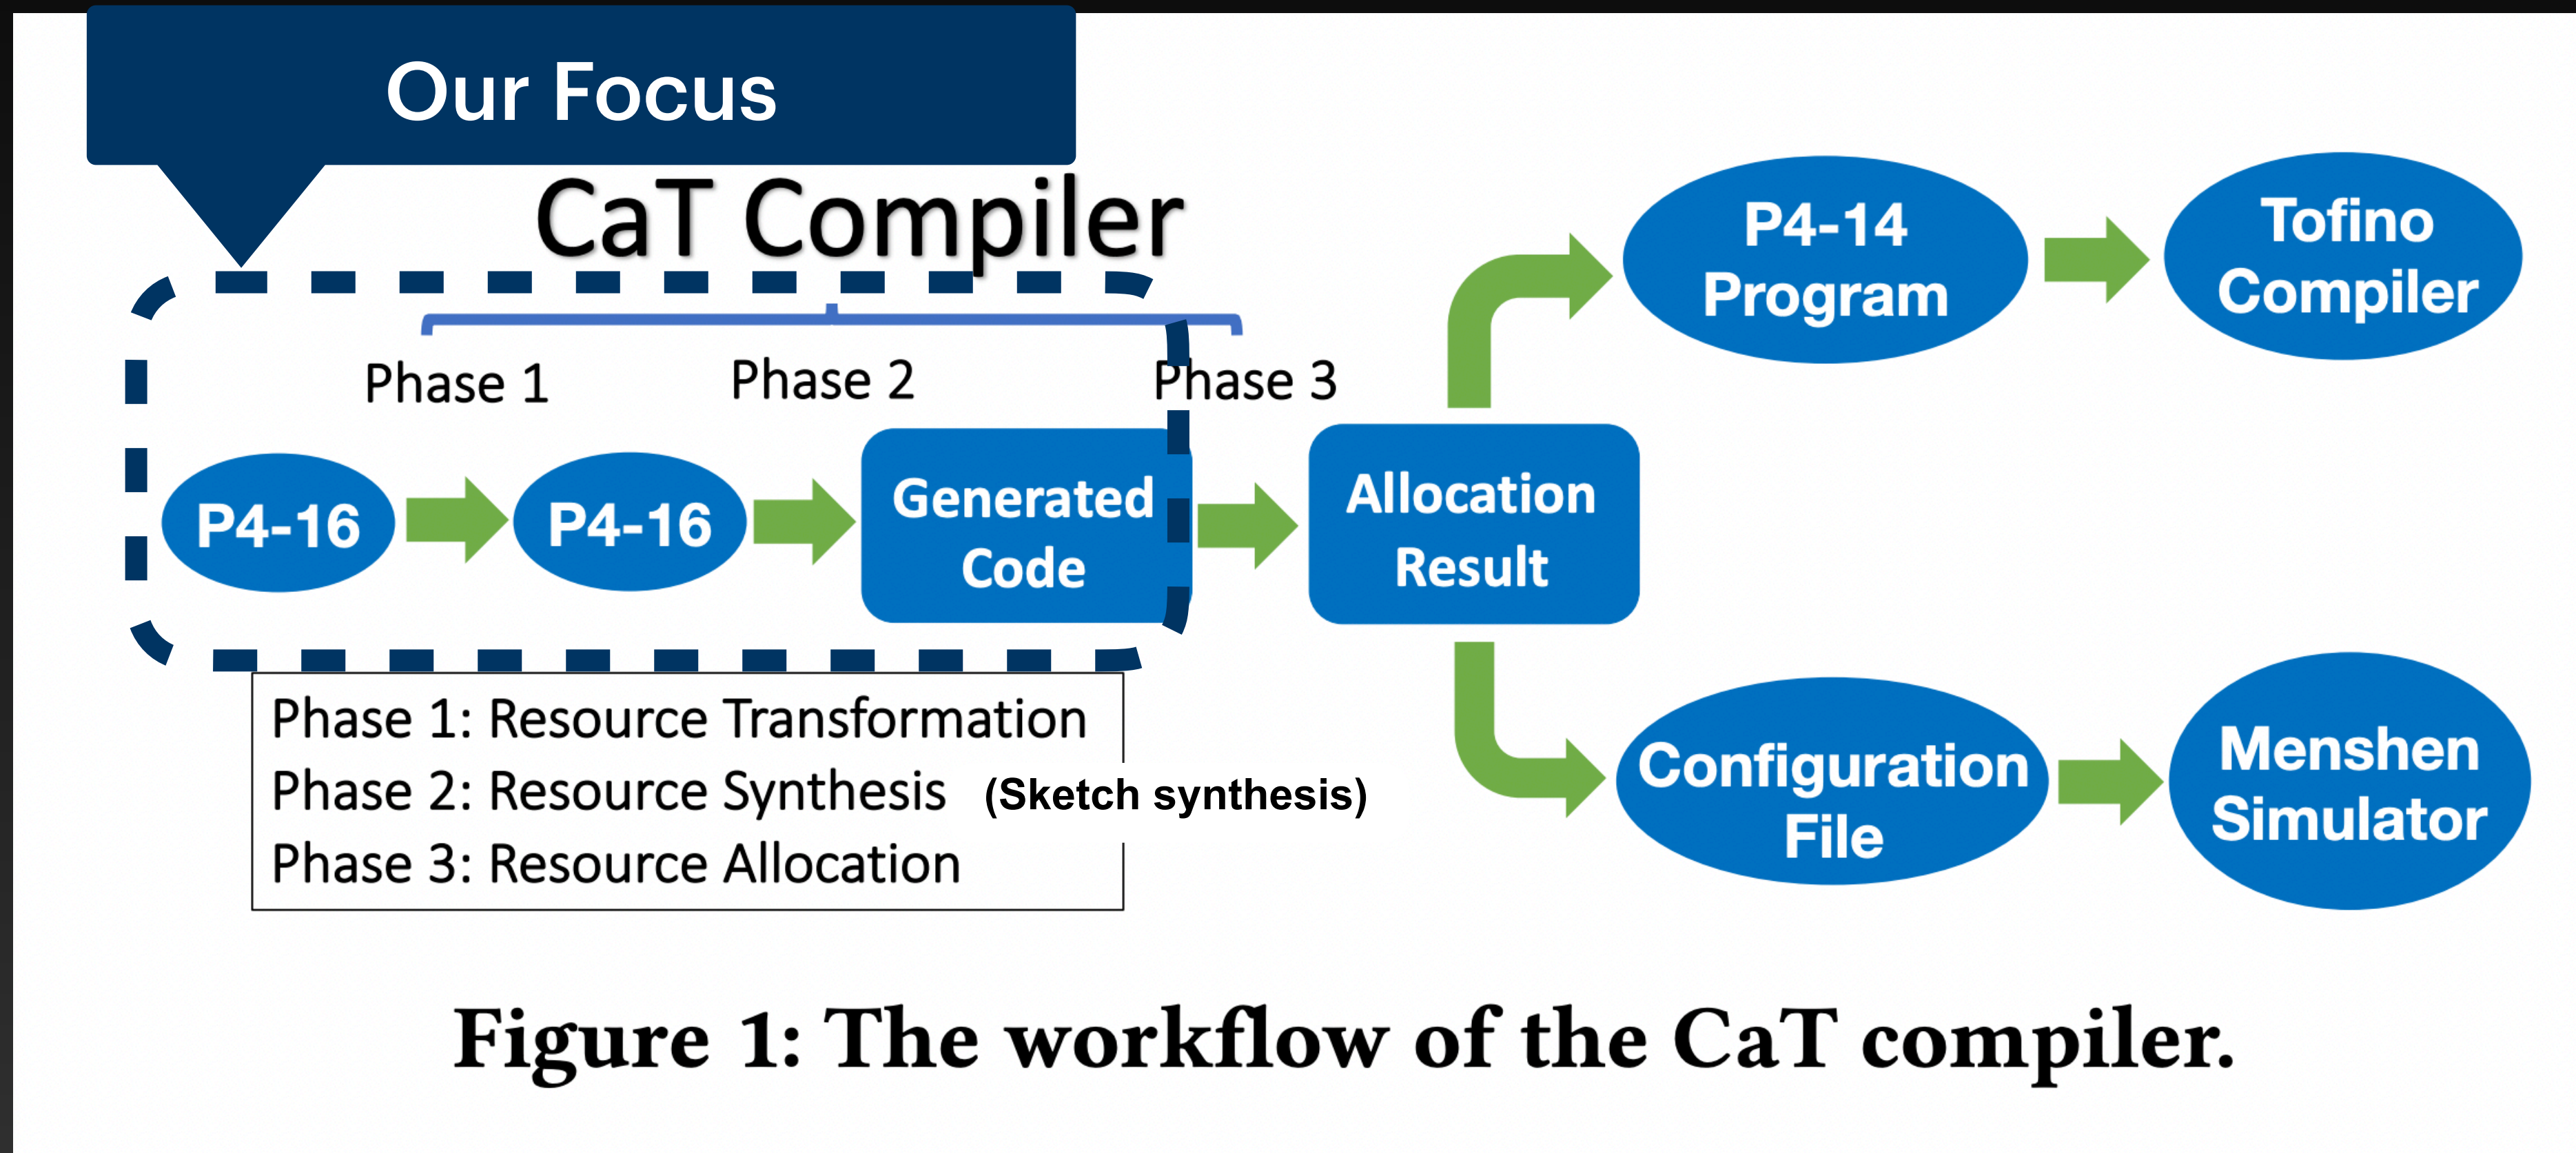 Our Focus
CaT Compiler
Phase 1
Phase 2
Phase 3
P4-16
P4-16
Generated
Code
Allocation
Result
P4-14
Program
Tofino
Compiler
Configuration
File
Menshen
Simulator
Phase 1: Resource Transformation
Phase 2: Resource Synthesis (Sketch synthesis)
Phase 3: Resource Allocation
Figure 1: The workflow of the CaT compiler.